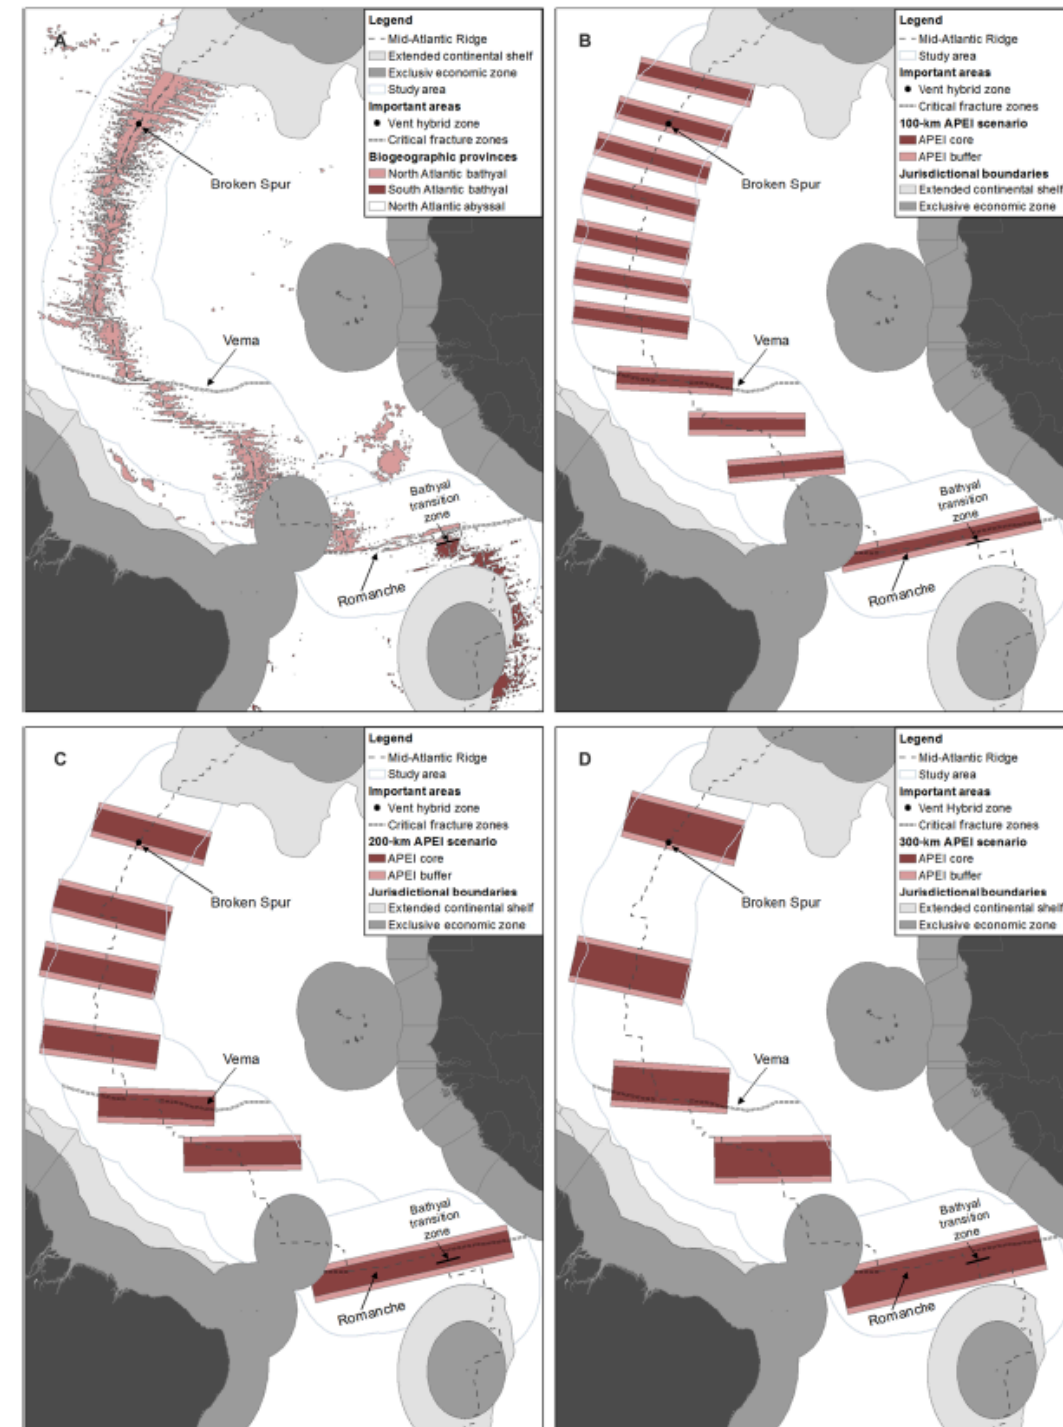 A
Legend
Mid-Atlantic Ridge
Extended continental shelf
Exclusiv economic zone
Study area
Important areas
Vent hybrid zone
Critical fracture zones
Biogeographic provinces
North Atlantic bathyal
South Atlantic bathyal
North Atlantic abyssal
Broken Spur
Vema
Bathyal
transition
zone
Romanche
B
Legend
Mid-Atlantic Ridge
Study area
Important areas
Vent hybrid zone
Critical fracture zones
100-km APEI scenario
APEI core
APEI buffer
Jurisdictional boundaries
Extended continental shelf
Exclusive economic zone
Broken Spur
Vema
Bathyal
transition
zone
Romanche
C
Legend
Mid-Atlantic Ridge
Study area
Important areas
Vent hybrid zone
Critical fracture zones
200-km APEI scenario
APEI core
APEI buffer
Jurisdictional boundaries
Extended continental shelf
Exclusive economic zone
Broken Spur
Vema
Bathyal
transition
zone
Romanche
D
Legend
Mid-Atlantic Ridge
Study area
Important areas
Vent Hybrid zone
Critical fracture zones
300-km APEI scenario
APEI core
APEI buffer
Jurisdictional boundaries
Extended continental shelf
Exclusive economic zone
Broken Spur
Vema
Bathyal
transition
zone
Romanche